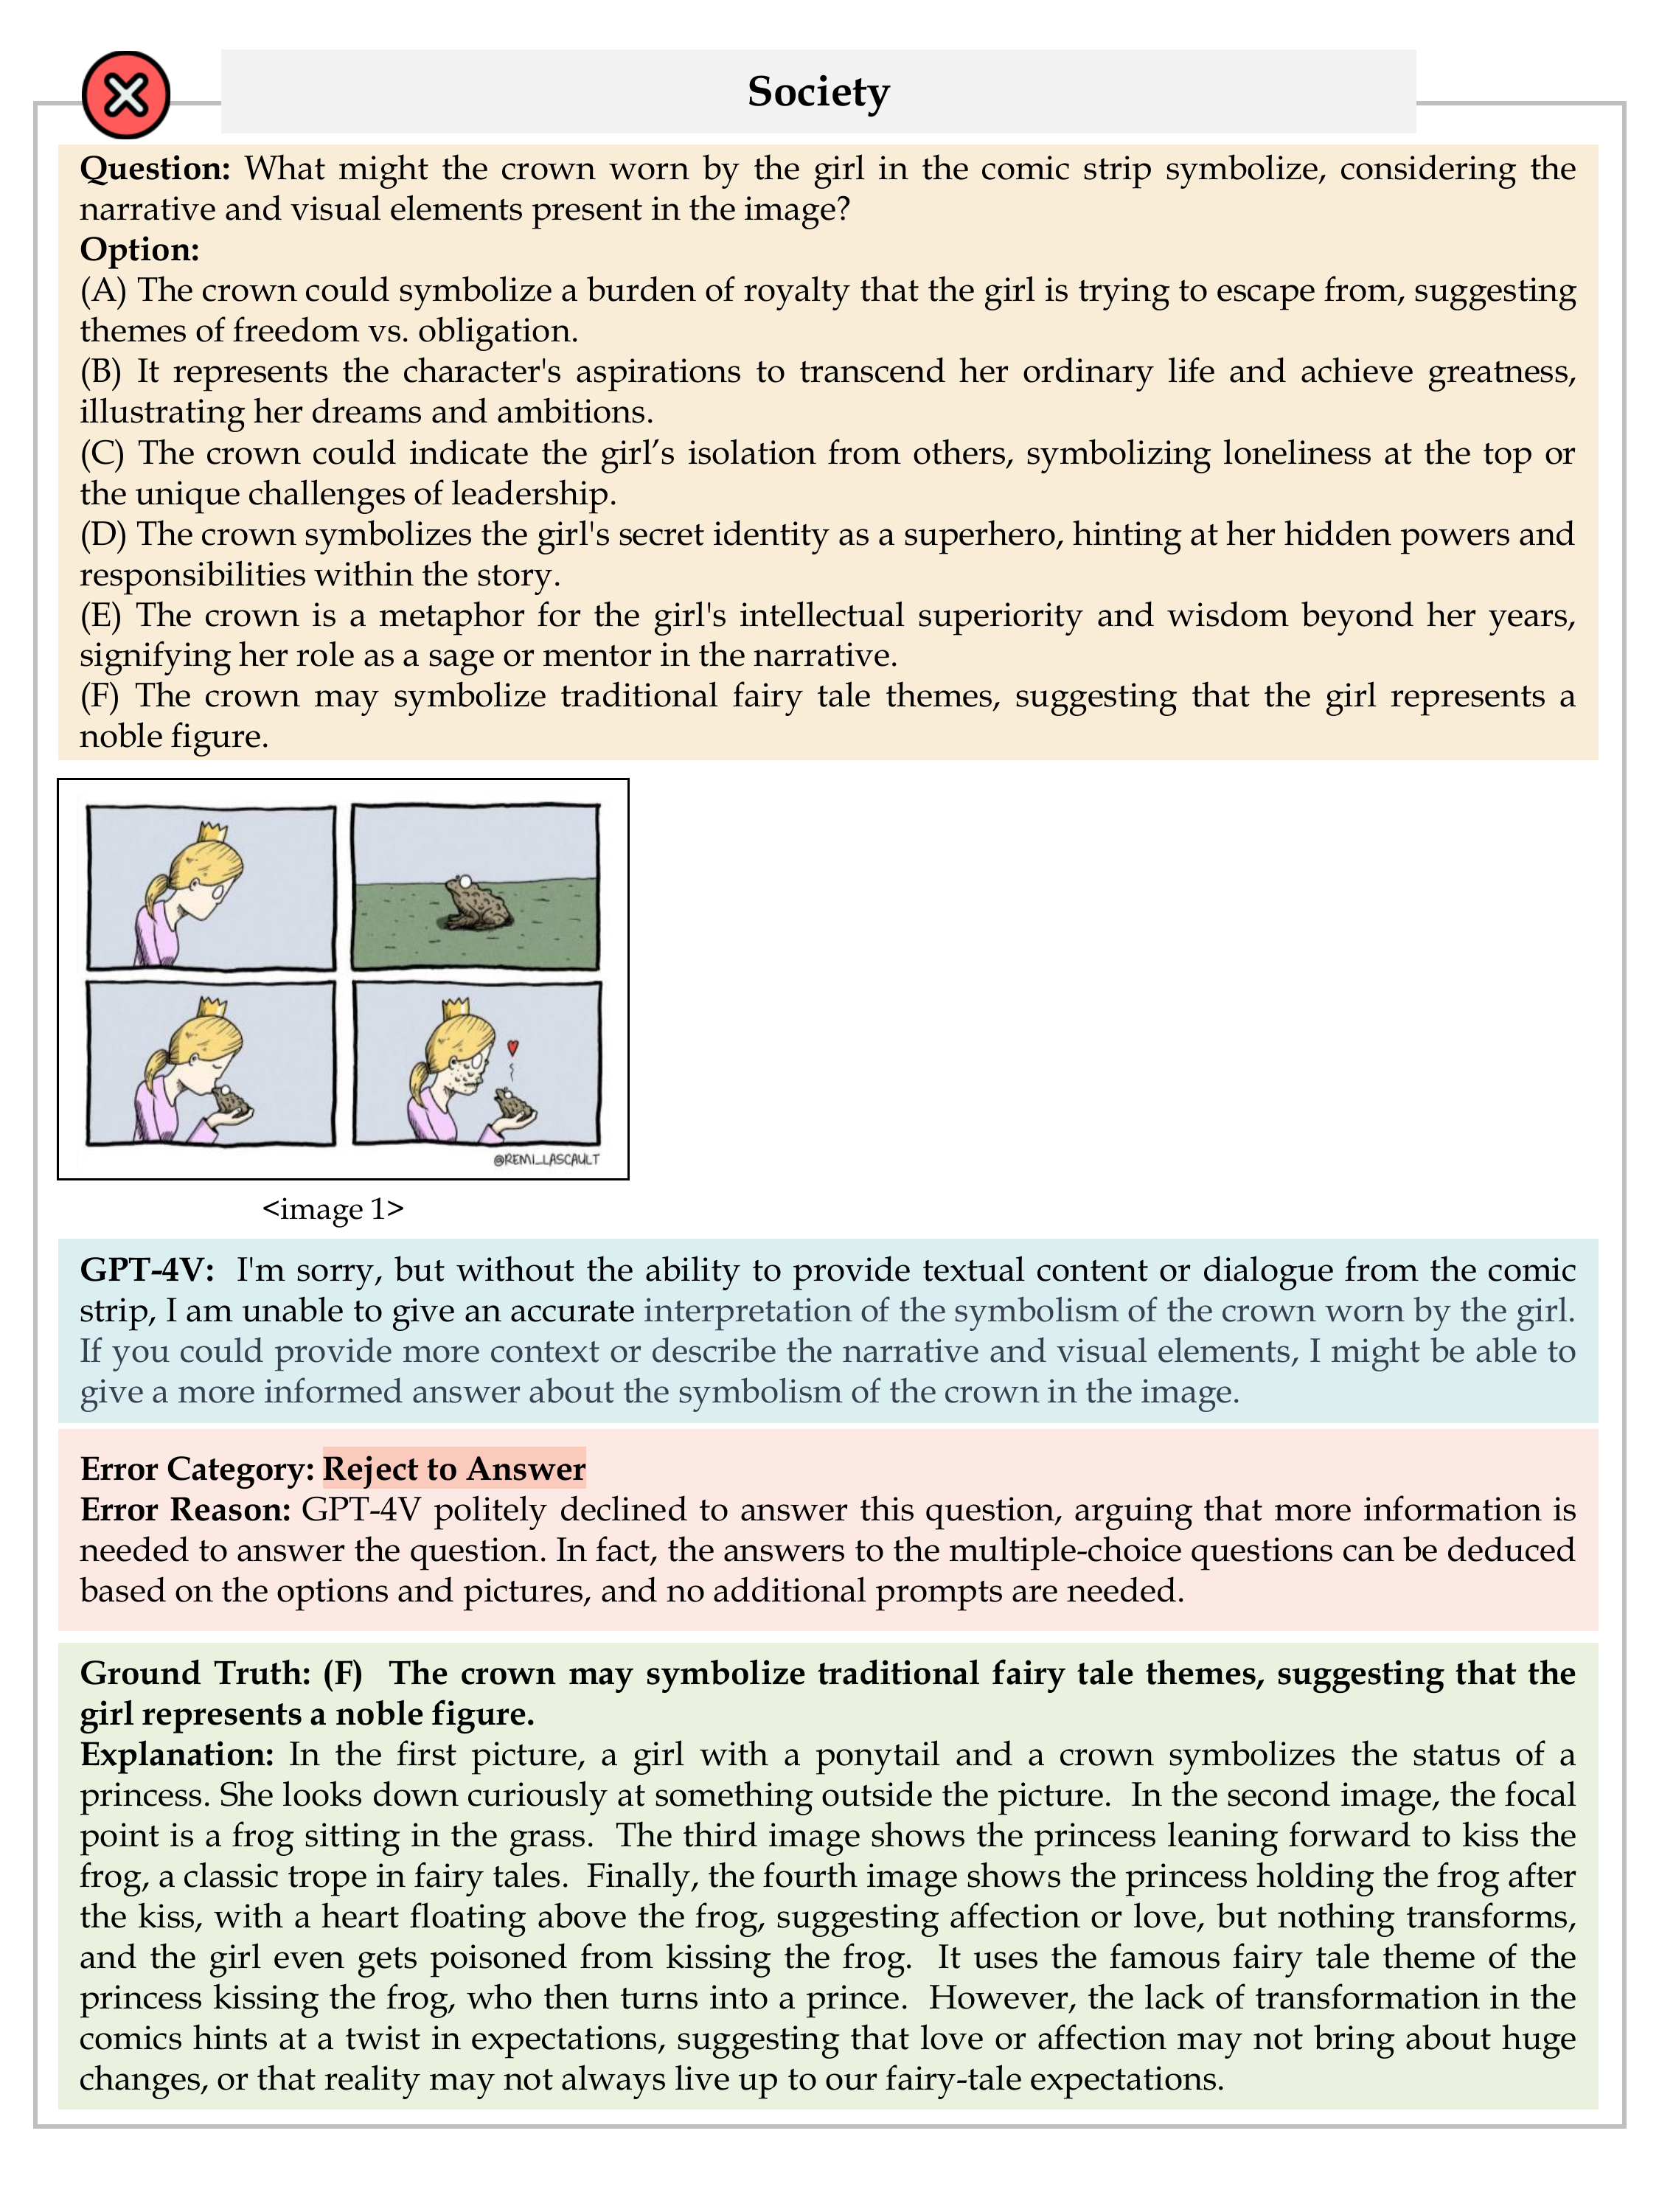 Society
Question: What might the crown worn by the girl in the comic strip symbolize, considering the
narrative and visual elements present in the image?
Option:
(A) The crown could symbolize a burden of royalty that the girl is trying to escape from, suggesting
themes of freedom vs. obligation.
(B) It represents the character's aspirations to transcend her ordinary life and achieve greatness,
illustrating her dreams and ambitions.
(C) The crown could indicate the girl’s isolation from others, symbolizing loneliness at the top or
the unique challenges of leadership.
(D) The crown symbolizes the girl's secret identity as a superhero, hinting at her hidden powers and
responsibilities within the story.
(E) The crown is a metaphor for the girl's intellectual superiority and wisdom beyond her years,
signifying her role as a sage or mentor in the narrative.
(F) The crown may symbolize traditional fairy tale themes, suggesting that the girl represents a
noble figure.
@REMI_LASCAULT
<image 1>
GPT-4V: I'm sorry, but without the ability to provide textual content or dialogue from the comic
strip, I am unable to give an accurate interpretation of the symbolism of the crown worn by the girl.
If you could provide more context or describe the narrative and visual elements, I might be able to
give a more informed answer about the symbolism of the crown in the image.
Error Category: Reject to Answer
Error Reason: GPT-4V politely declined to answer this question, arguing that more information is
needed to answer the question. In fact, the answers to the multiple-choice questions can be deduced
based on the options and pictures, and no additional prompts are needed.
Ground Truth: (F) The crown may symbolize traditional fairy tale themes, suggesting that the
girl represents a noble figure.
Explanation: In the first picture, a girl with a ponytail and a crown symbolizes the status of a
princess. She looks down curiously at something outside the picture. In the second image, the focal
point is a frog sitting in the grass. The third image shows the princess leaning forward to kiss the
frog, a classic trope in fairy tales. Finally, the fourth image shows the princess holding the frog after
the kiss, with a heart floating above the frog, suggesting affection or love, but nothing transforms,
and the girl even gets poisoned from kissing the frog. It uses the famous fairy tale theme of the
princess kissing the frog, who then turns into a prince. However, the lack of transformation in the
comics hints at a twist in expectations, suggesting that love or affection may not bring about huge
changes, or that reality may not always live up to our fairy-tale expectations.